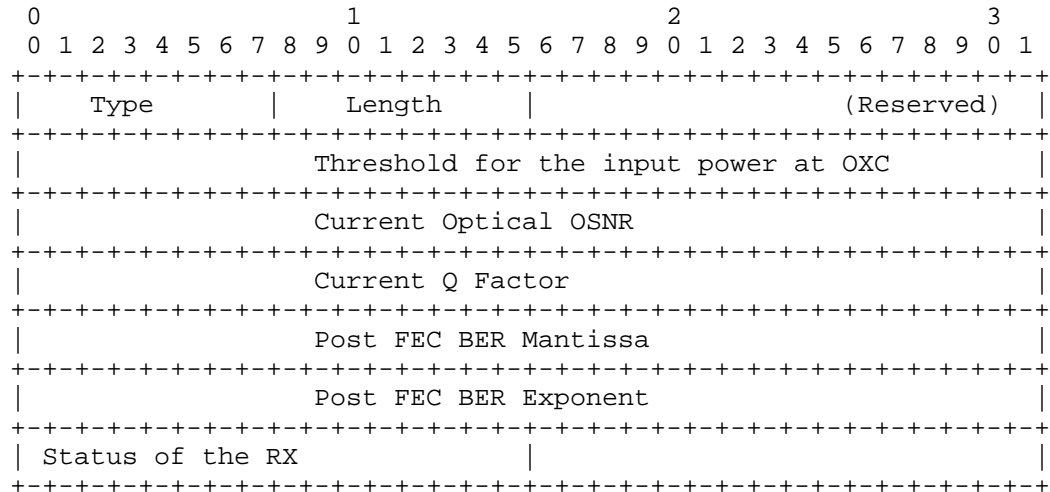 0                   1                   2                   3
 0 1 2 3 4 5 6 7 8 9 0 1 2 3 4 5 6 7 8 9 0 1 2 3 4 5 6 7 8 9 0 1
+-+-+-+-+-+-+-+-+-+-+-+-+-+-+-+-+-+-+-+-+-+-+-+-+-+-+-+-+-+-+-+-+
|    Type       |    Length     |                   (Reserved)  |
+-+-+-+-+-+-+-+-+-+-+-+-+-+-+-+-+-+-+-+-+-+-+-+-+-+-+-+-+-+-+-+-+
|                  Threshold for the input power at OXC         |
+-+-+-+-+-+-+-+-+-+-+-+-+-+-+-+-+-+-+-+-+-+-+-+-+-+-+-+-+-+-+-+-+
|                  Current Optical OSNR                         |
+-+-+-+-+-+-+-+-+-+-+-+-+-+-+-+-+-+-+-+-+-+-+-+-+-+-+-+-+-+-+-+-+
|                  Current Q Factor                             |
+-+-+-+-+-+-+-+-+-+-+-+-+-+-+-+-+-+-+-+-+-+-+-+-+-+-+-+-+-+-+-+-+
|                  Post FEC BER Mantissa                        |
+-+-+-+-+-+-+-+-+-+-+-+-+-+-+-+-+-+-+-+-+-+-+-+-+-+-+-+-+-+-+-+-+
|                  Post FEC BER Exponent                        |
+-+-+-+-+-+-+-+-+-+-+-+-+-+-+-+-+-+-+-+-+-+-+-+-+-+-+-+-+-+-+-+-+
| Status of the RX              |                               |
+-+-+-+-+-+-+-+-+-+-+-+-+-+-+-+-+-+-+-+-+-+-+-+-+-+-+-+-+-+-+-+-+